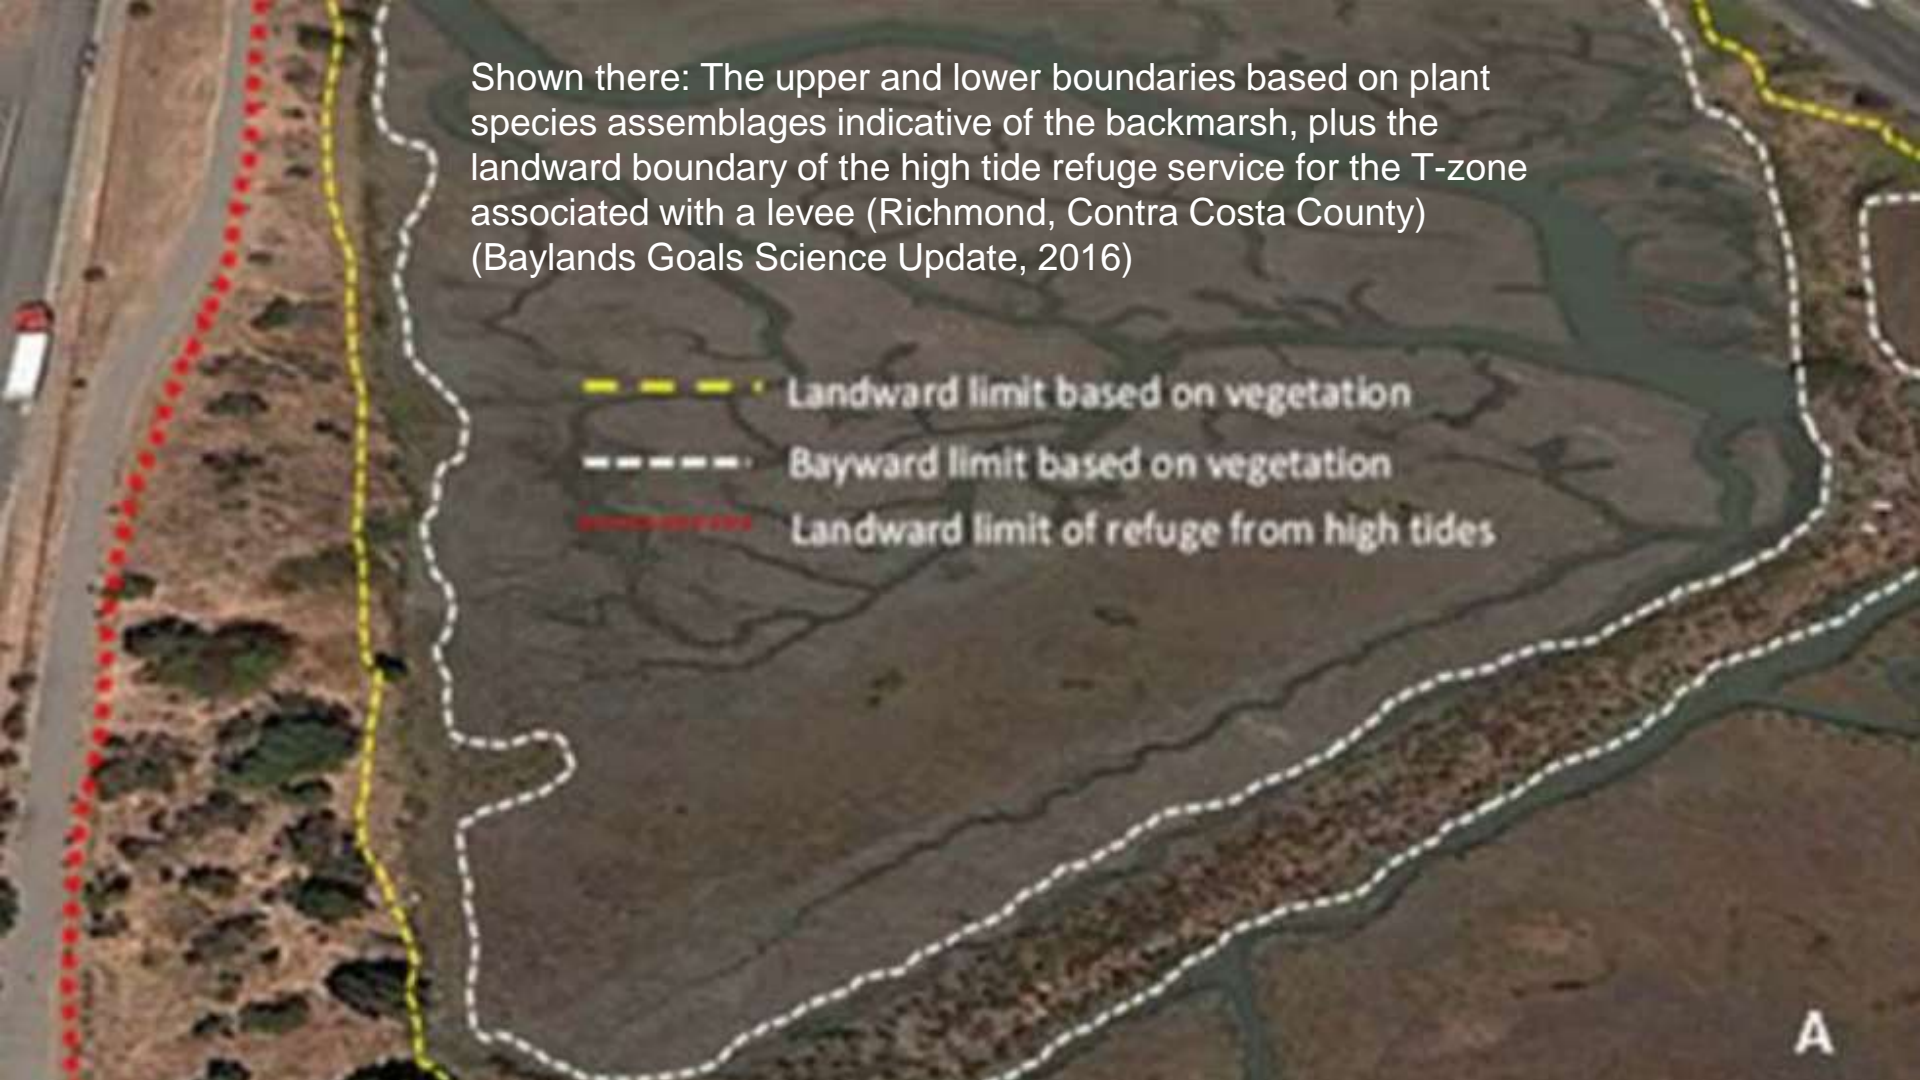 Shown there: The upper and lower boundaries based on plant
species assemblages indicative of the backmarsh, plus the
landward boundary of the high tide refuge service for the T-zone
associated with a levee (Richmond, Contra Costa County)
(Baylands Goals Science Update, 2016)
Landward limit based on vegetation
Bayward limit based on vegetation
Landward limit of refuge from high tides
A